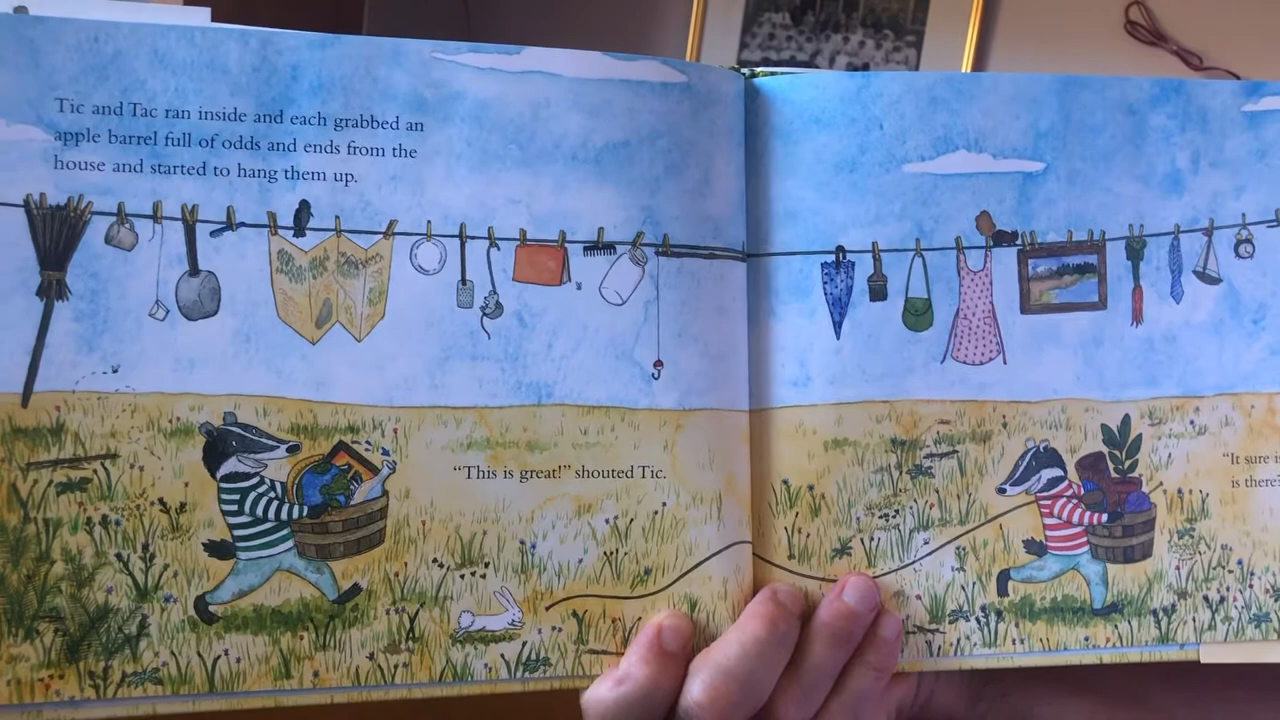 Tic and Tac ran inside and each grabbed an
apple barrel full of odds and ends from the
house and started to hang them up.
“This is great!” shouted Tic.
“It sure is
is there?